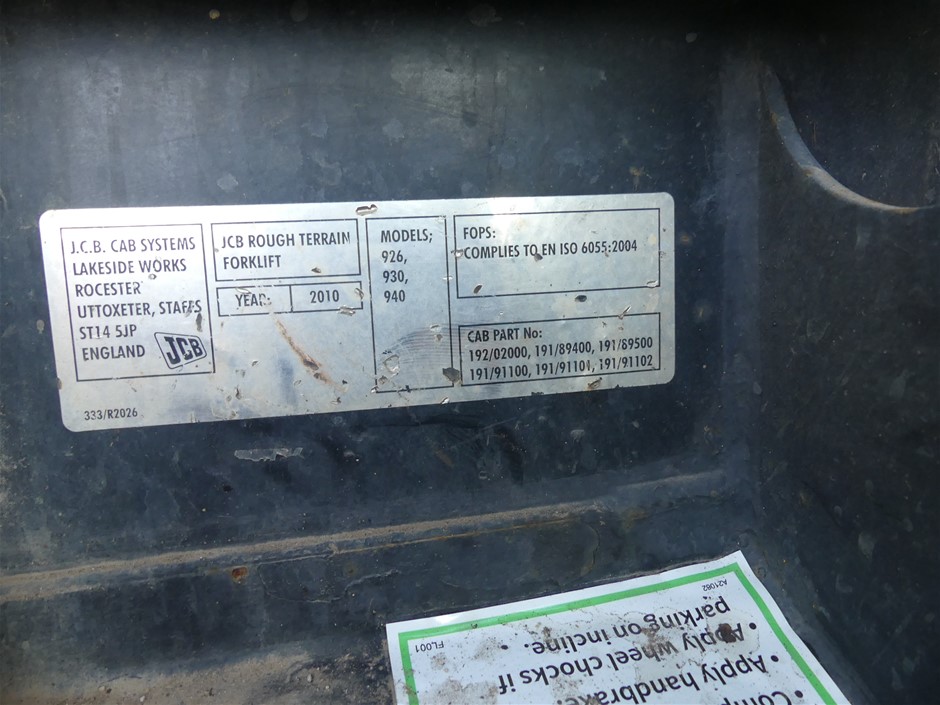 J.C.B. CAB SYSTEMS
LAKESIDE WORKS
ROCESTER
UTTOXETER, STAFFS
ST14 5JP
ENGLAND
JCB
333/R2026
JCB ROUGH TERRAIN
FORKLIFT
YEAR: 2010
MODELS;
926,
930,
940
FOPS:
COMPLIES TO EN ISO 6055:2004
CAB PART No:
192/02000, 191/89400, 191/89500
191/91100, 191/91101, 191/91102
• Apply handbrake.
• Apply wheel chocks if
parking on incline.
FL001
A21082